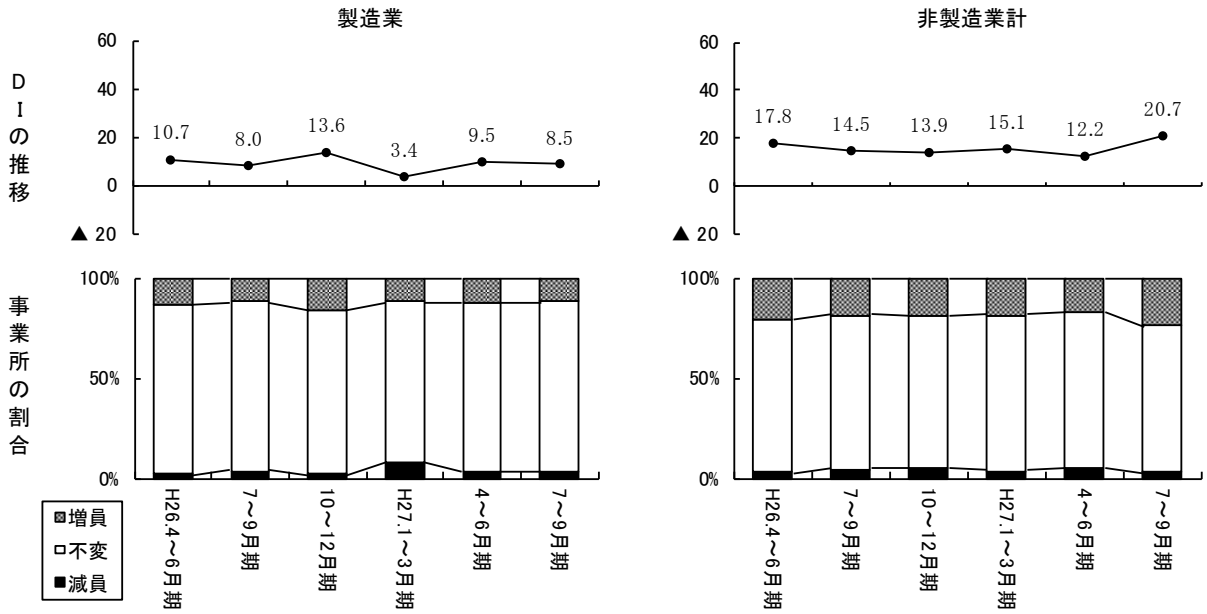 製造業
非製造業計
DIの推移
60
40
20
0
▲ 20
10.7
8.0
13.6
3.4
9.5
8.5
60
40
20
0
▲ 20
17.8
14.5
13.9
15.1
12.2
20.7
事業所の割合
100%
50%
0%
100%
50%
0%
H26.4～6月期
7～9月期
10～12月期
H27.1～3月期
4～6月期
7～9月期
H26.4～6月期
7～9月期
10～12月期
H27.1～3月期
4～6月期
7～9月期
増員
不変
減員